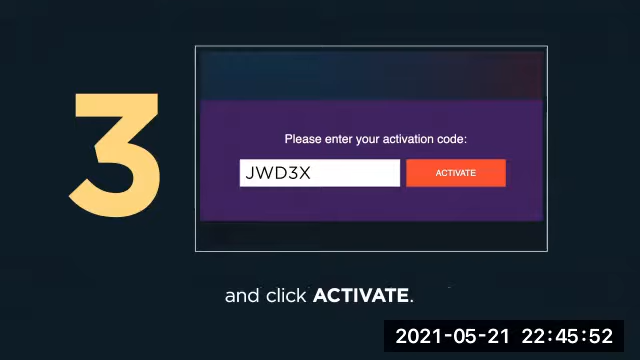 3
Please enter your activation code:
JWD3X
ACTIVATE
and click ACTIVATE.
2021-05-21 22:45:52